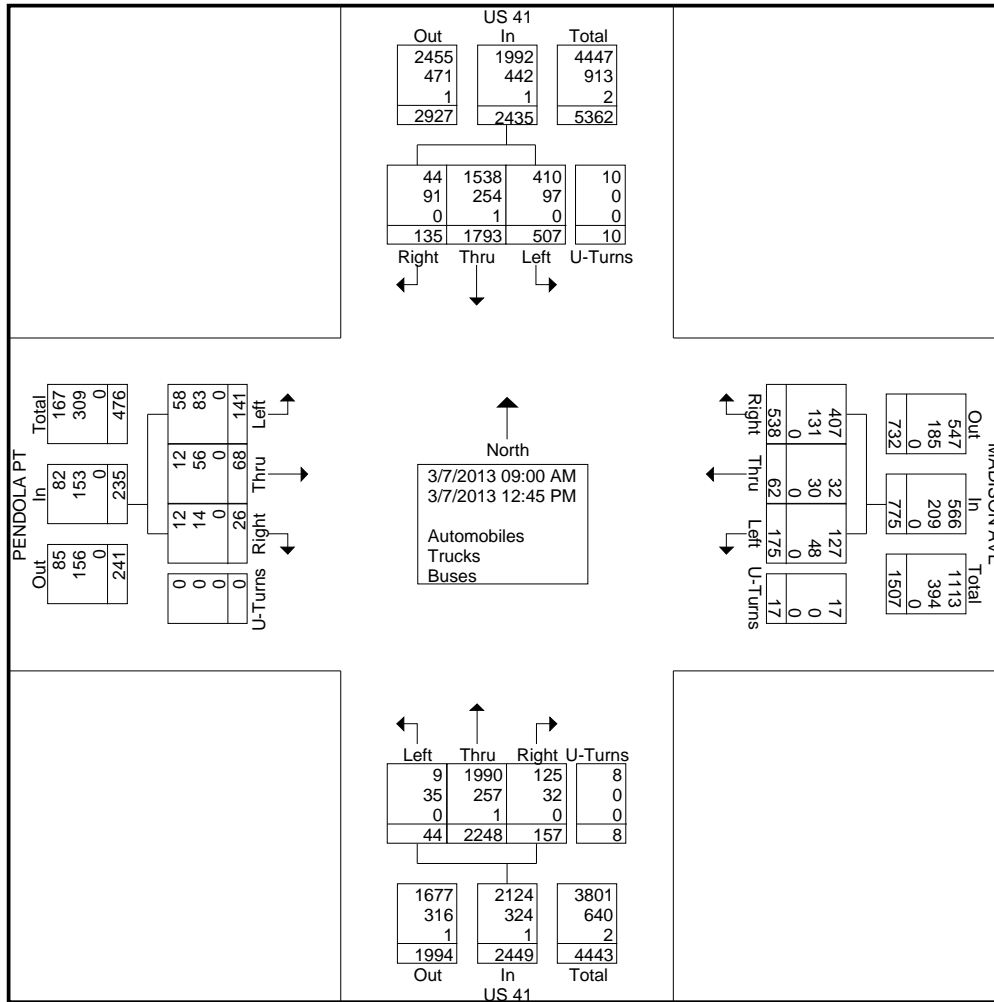 US 41
Out In Total
2455 1992 4447
471 442 913
1 1 2
2927 2435 5362
44 1538 410 10
91 254 97 0
0 1 0 0
135 1793 507 10
Right Thru Left U-Turns
PENDOLA PT
Total In Out
167 309 0 476
82 153 0 235
85 156 0 241
Left Thru Right U-Turns
58 83 0 141
12 56 0 68
12 14 0 26
0 0 0 0
North
3/7/2013 09:00 AM
3/7/2013 12:45 PM
Automobiles
Trucks
Buses
Right Thru Left U-Turns
407 131 0 538
32 30 0 62
127 48 0 175
17 0 0 17
MADISON AVE
Out In Total
547 185 0 732
566 209 0 775
1113 394 0 1507
Left Thru Right U-Turns
9 1990 125 8
35 257 32 0
0 1 0 0
44 2248 157 8
1677 2124 3801
316 324 640
1 1 2
1994 2449 4443
Out In Total
US 41